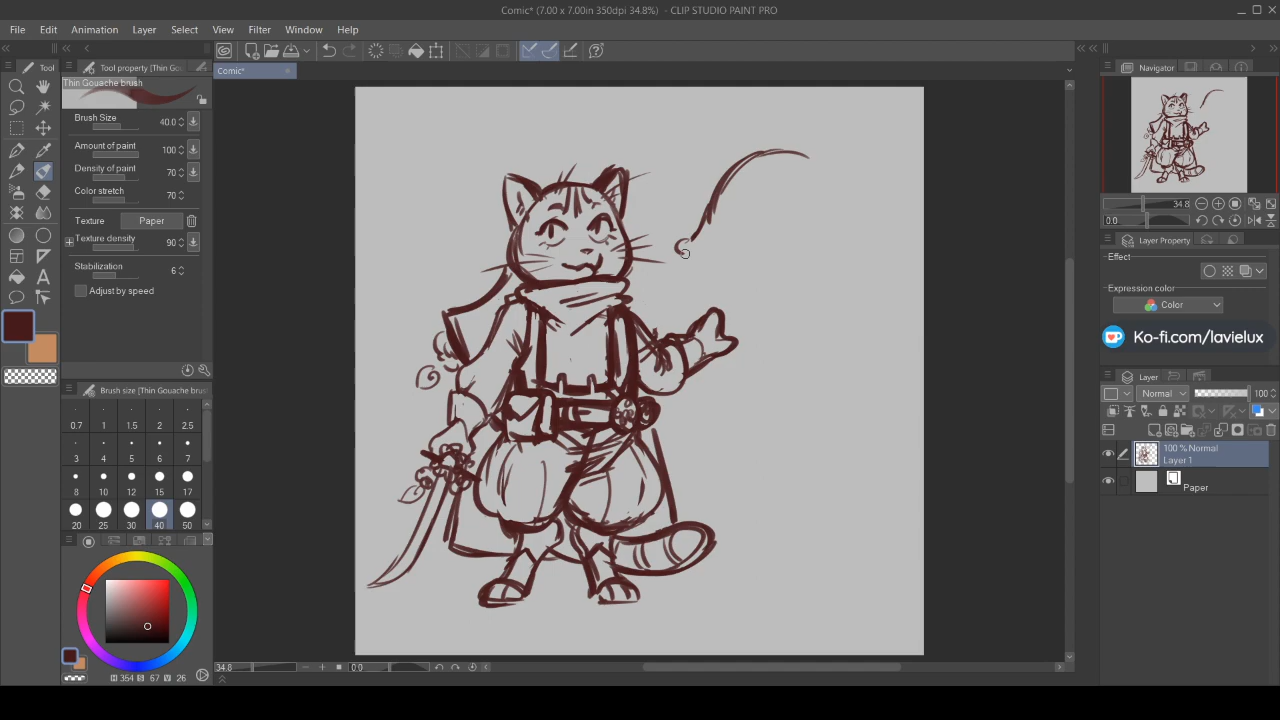 Comic* (7.00 x 7.00in 350dpi 34.8%) - CLIP STUDIO PAINT PRO
File Edit Animation Layer Select View Filter Window Help
Tool
Tool property [Thin Go
Comic*
Navigator
Thin Gouache brush
Brush Size 40.0
Amount of paint 100
Density of paint 70
Color stretch 70
Texture Paper
Texture density 90
Stabilization 6
Adjust by speed
34.8
0.0
Layer Property
Effect
Expression color
Color
Ko-fi.com/lavielux
Layer
Normal 100
100 % Normal
Layer 1
Paper
Brush size [Thin Gouache brus
0.7 1 1.5 2 2.5
3 4 5 6 7
8 10 12 15 17
20 25 30 40 50
34.8 0.0
H 354 S 67 V 26